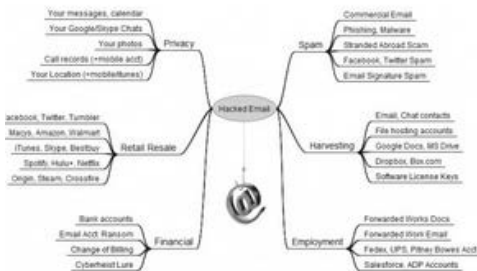 Your messages, calendar
Your Google/Skype Chats
Your photos
Call records (+mobile acct)
Your Location (+mobile/itunes)
Privacy
Commercial Email
Phishing, Malware
Stranded Abroad Scam
Facebook, Twitter Spam
Email Signature Spam
Spam
Hacked Email
acebook, Twitter, Tumbler
Macys, Amazon, Walmart
iTunes, Skype, Bestbuy
Spotify, Hulu+, Netflix
Origin, Steam, Crossfire
Retail Resale
Email, Chat contacts
File hosting accounts
Google Docs, MS Drive
Dropbox, Box.com
Software License Keys
Harvesting
Bank accounts
Email Acct. Ransom
Change of Billing
Cyberheist Lure
Financial
Forwarded Works Docs
Forwarded Work Email
Fedex, UPS, Pitney Bowes Acct
Salesforce, ADP Accounts
Employment